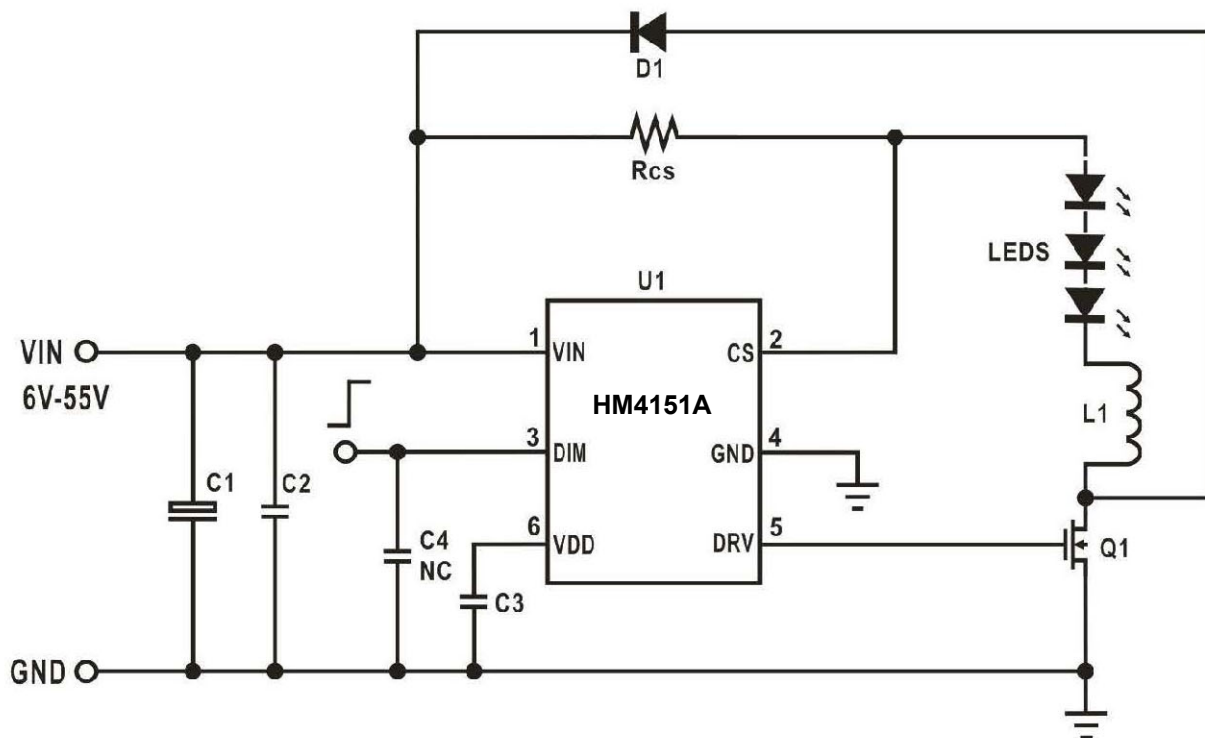 D1
Rcs
LEDS
U1
VIN
6V-55V
1
VIN
CS
2
HM4151A
L1
3
DIM
GND
4
C1
C2
C4
NC
6
VDD
DRV
5
Q1
C3
GND